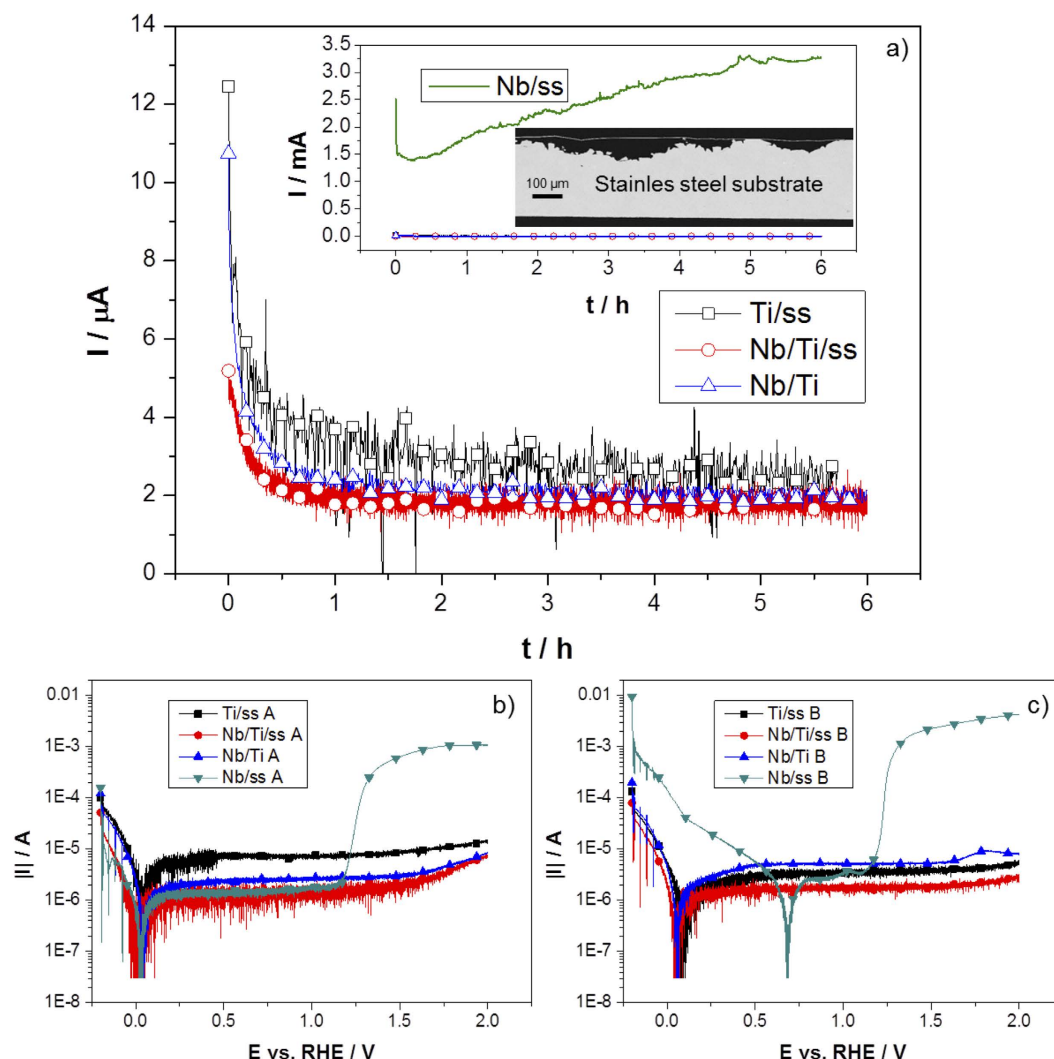 a)
14
12
10
8
6
4
2
0
I / µA
0 1 2 3 4 5 6
t / h
3.5
3.0
2.5
2.0
1.5
1.0
0.5
0.0
I / mA
Nb/ss
100 µm
Stainles steel substrate
0 1 2 3 4 5 6
t / h
Ti/ss
Nb/Ti/ss
Nb/Ti
b)
0.01
1E-3
1E-4
1E-5
1E-6
1E-7
1E-8
|I| / A
Ti/ss A
Nb/Ti/ss A
Nb/Ti A
Nb/ss A
0.0 0.5 1.0 1.5 2.0
E vs. RHE / V
c)
0.01
1E-3
1E-4
1E-5
1E-6
1E-7
1E-8
|I| / A
Ti/ss B
Nb/Ti/ss B
Nb/Ti B
Nb/ss B
0.0 0.5 1.0 1.5 2.0
E vs. RHE / V